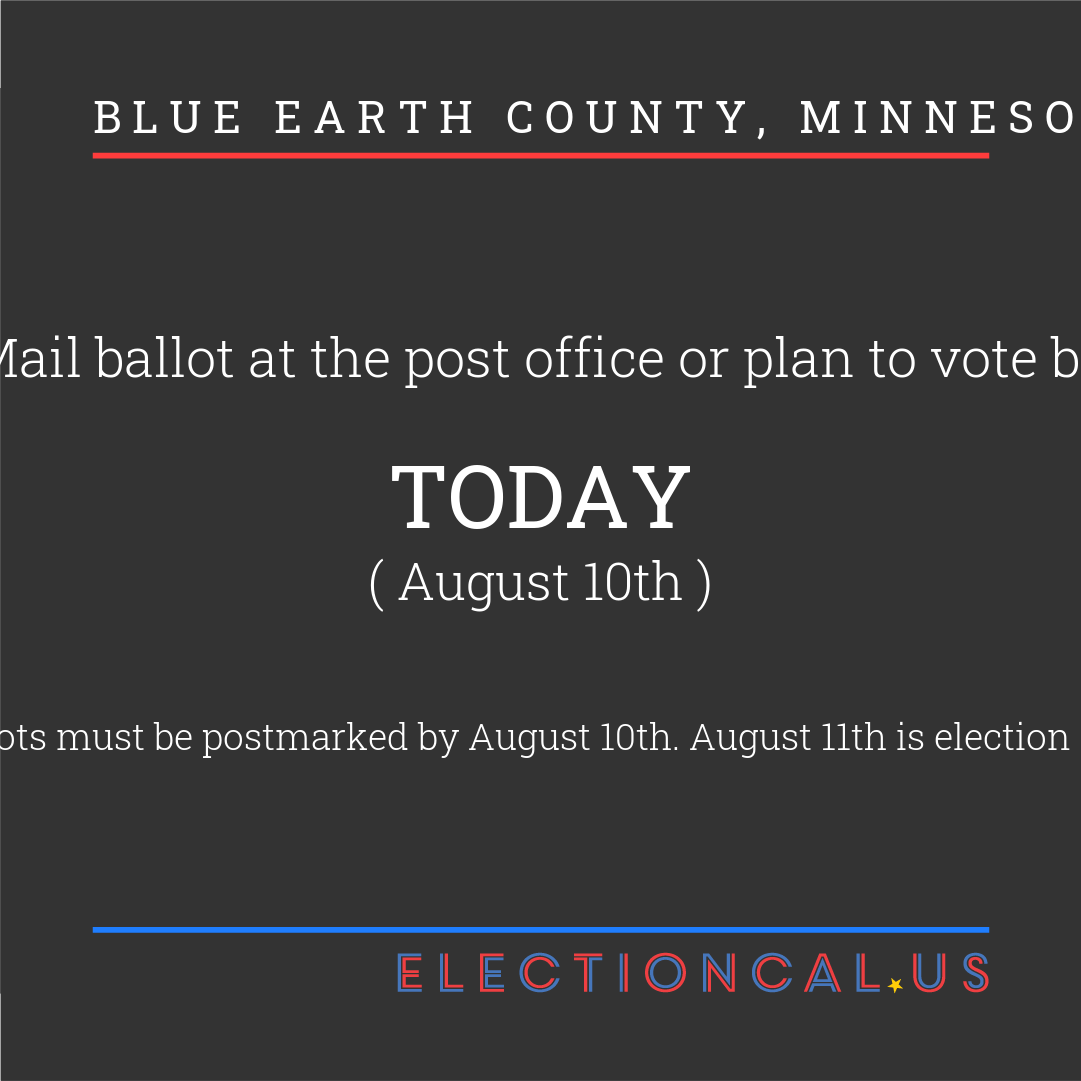 BLUE EARTH COUNTY, MINNESO
Mail ballot at the post office or plan to vote b
TODAY
( August 10th )
ots must be postmarked by August 10th. August 11th is election
ELECTIONCAL.US